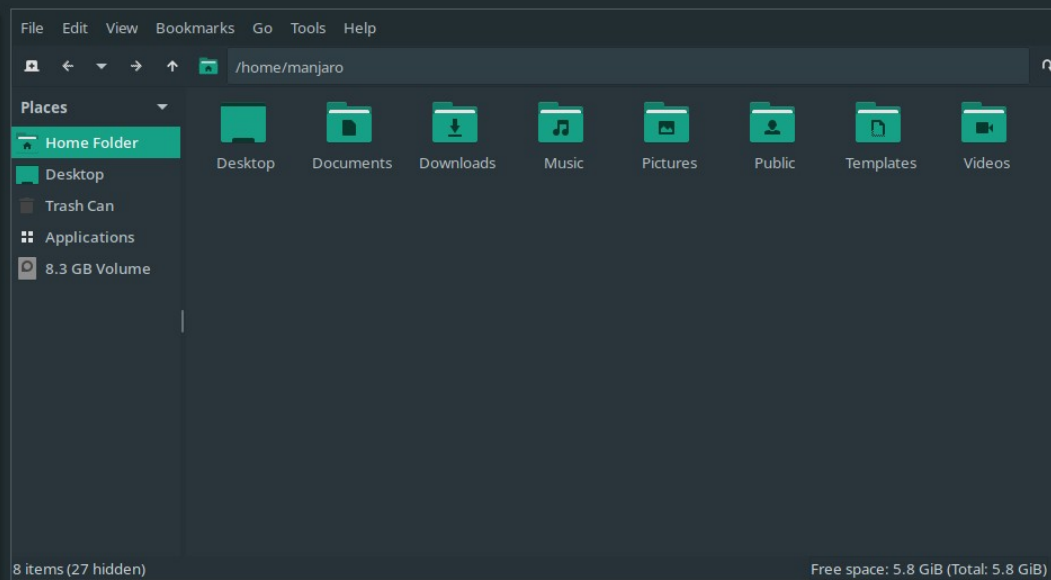 File Edit View Bookmarks Go Tools Help
/home/manjaro
Places
Home Folder
Desktop
Trash Can
Applications
8.3 GB Volume
Desktop Documents Downloads Music Pictures Public Templates Videos
8 items (27 hidden) Free space: 5.8 GiB (Total: 5.8 GiB)